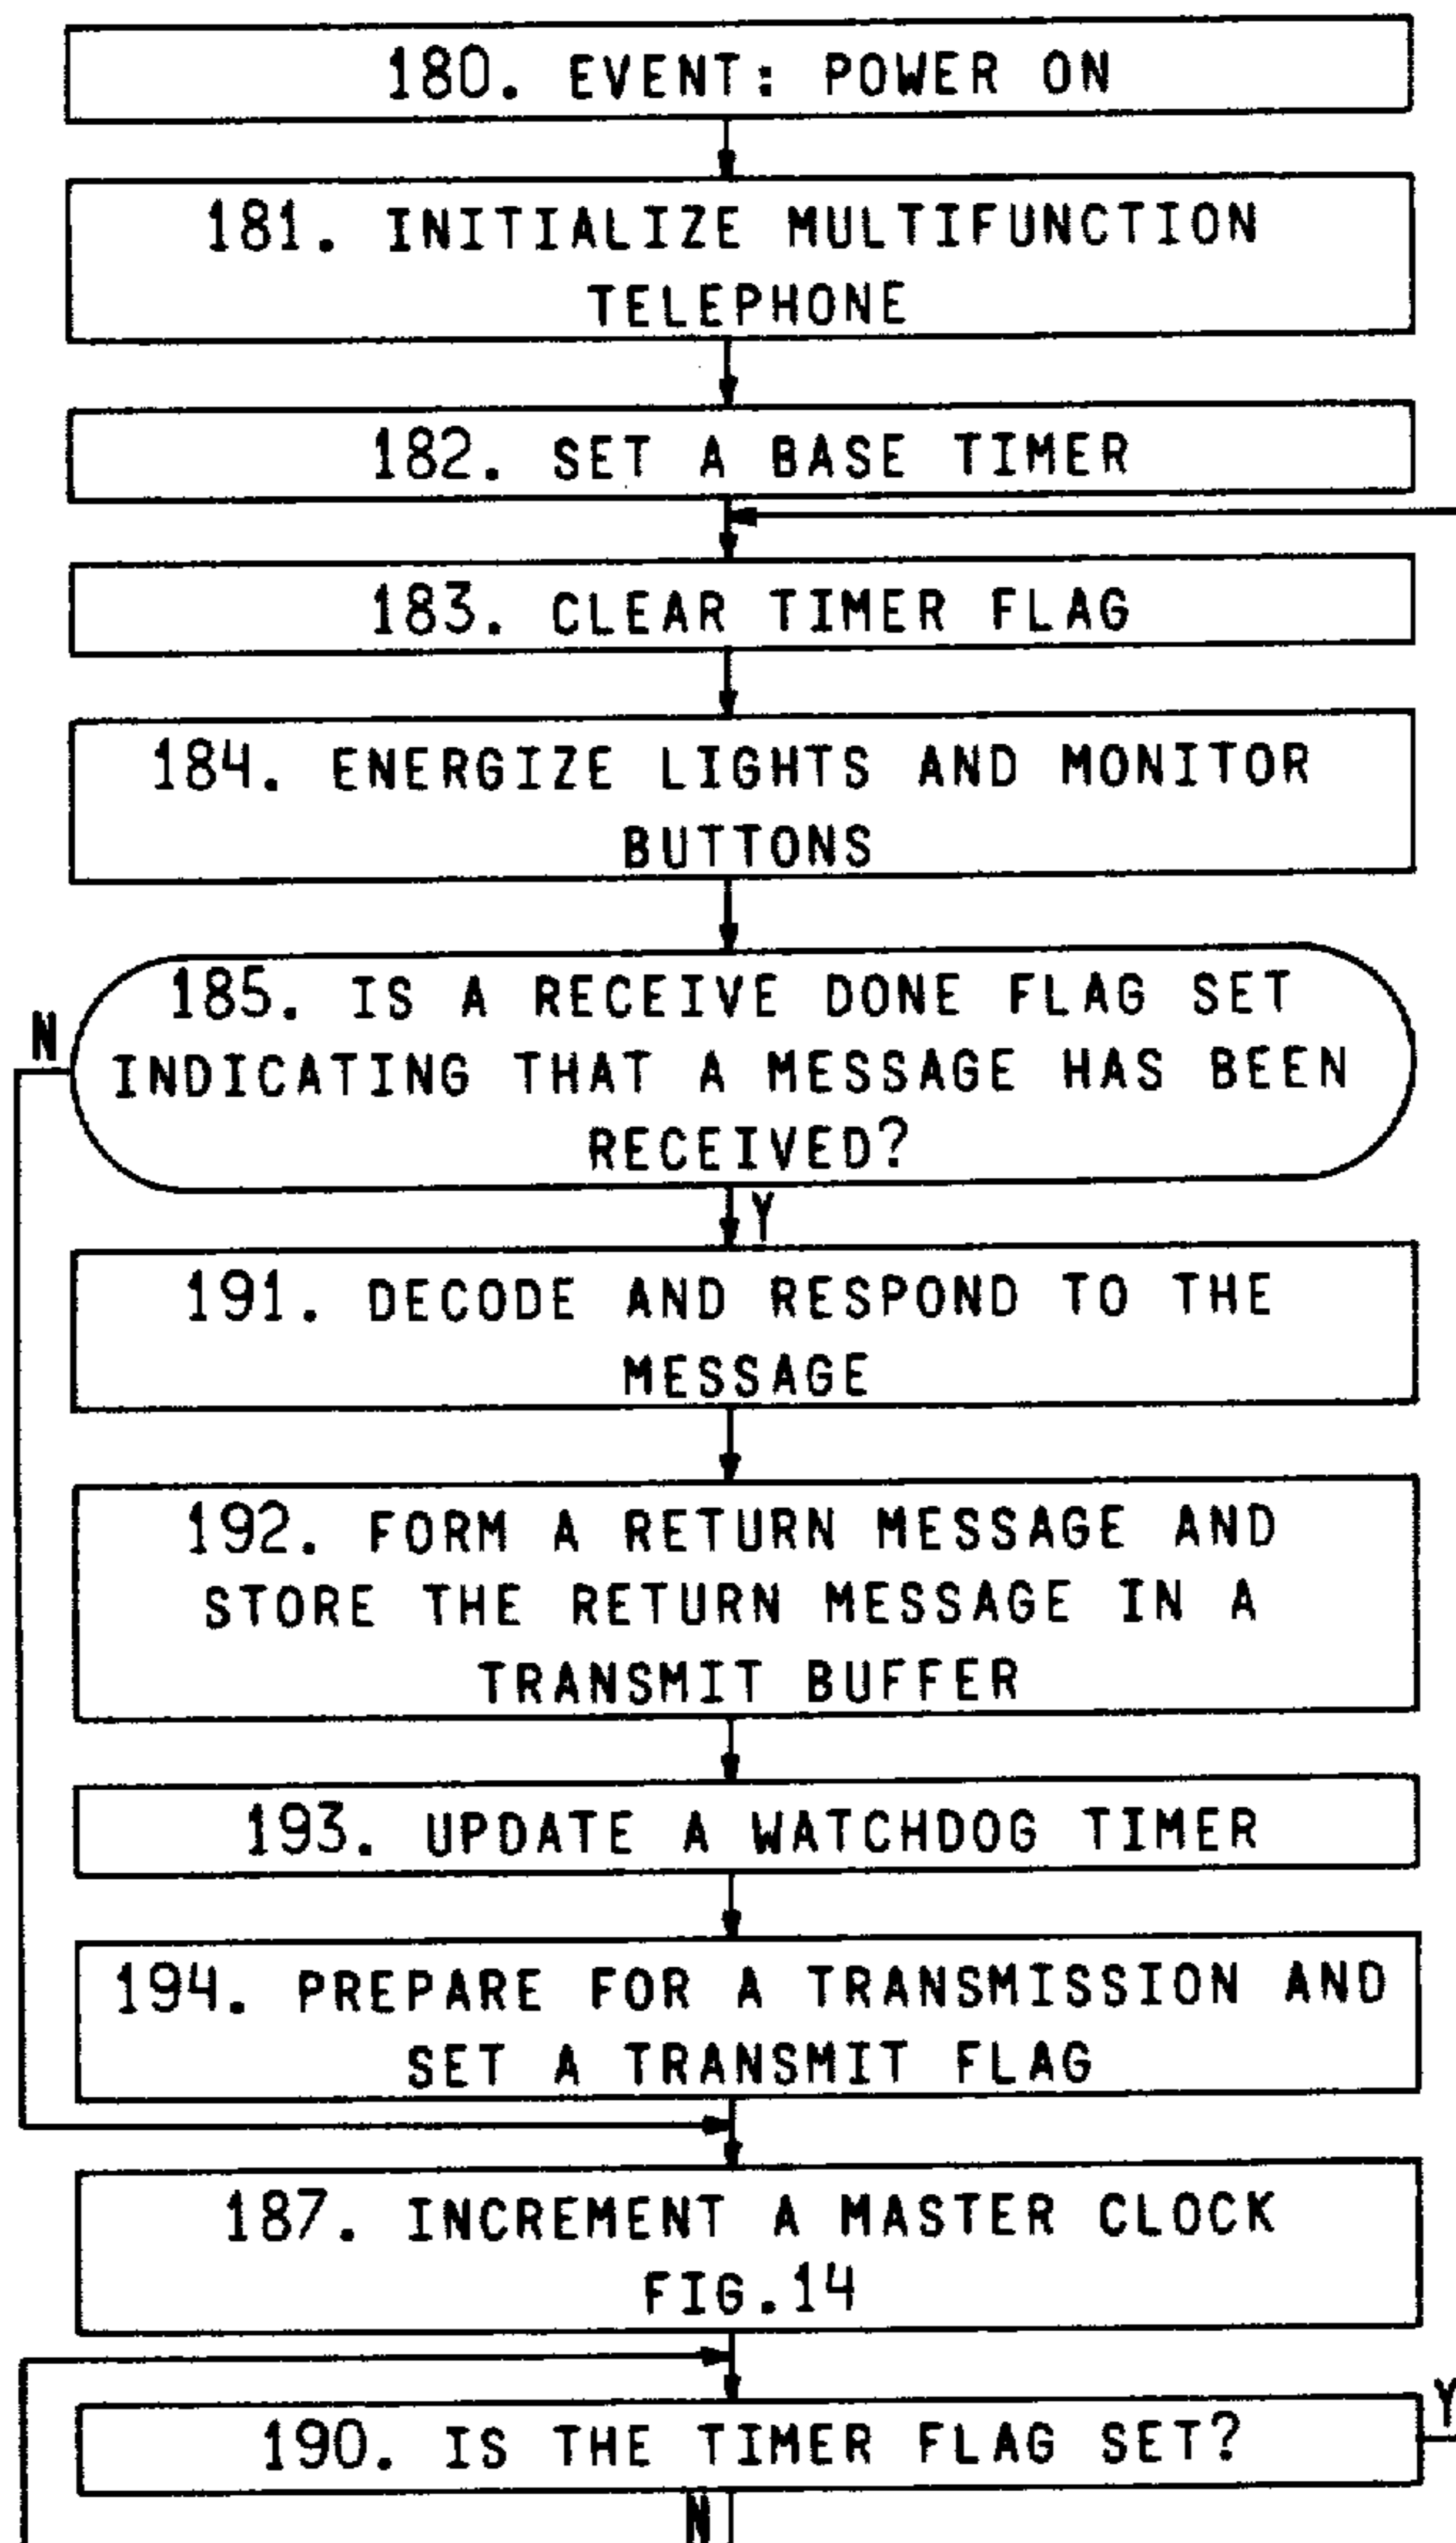 180. EVENT: POWER ON
181. INITIALIZE MULTIFUNCTION
TELEPHONE
182. SET A BASE TIMER
183. CLEAR TIMER FLAG
184. ENERGIZE LIGHTS AND MONITOR
BUTTONS
185. IS A RECEIVE DONE FLAG SET
N
INDICATING THAT A MESSAGE HAS BEEN
RECEIVED?
Y
191. DECODE AND RESPOND TO THE
MESSAGE
192. FORM A RETURN MESSAGE AND
STORE THE RETURN MESSAGE IN A
TRANSMIT BUFFER
193. UPDATE A WATCHDOG TIMER
194. PREPARE FOR A TRANSMISSION AND
SET A TRANSMIT FLAG
187. INCREMENT A MASTER CLOCK
FIG.14
190. IS THE TIMER FLAG SET?
Y
N